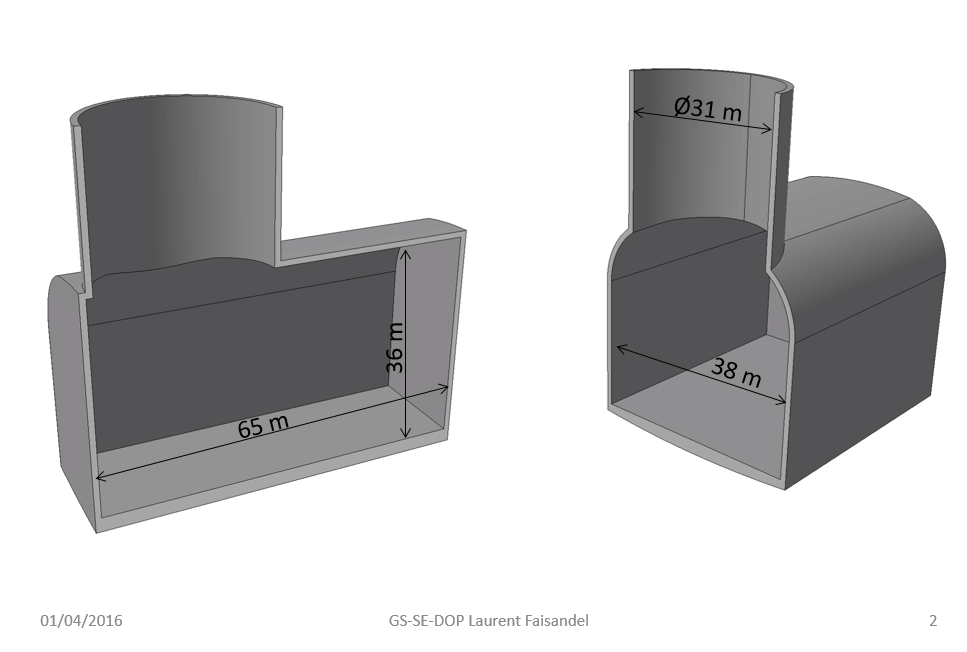 Ø31 m
36 m
38 m
65 m
01/04/2016
GS-SE-DOP Laurent Faisandel
2